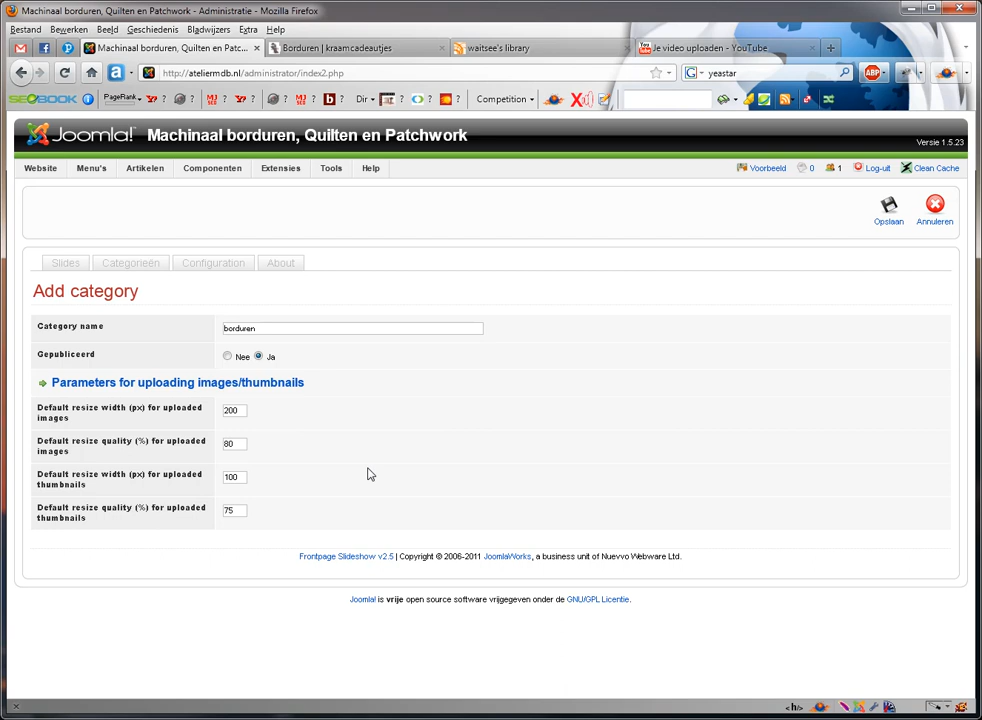 Machinaal borduren, Quilten en Patchwork - Administratie - Mozilla Firefox
Bestand Bewerken Beeld Geschiedenis Bladwijzers Extra Help
Machinaal borduren, Quilten en Patc... Borduren | kraamcadeautjes waitsee's library Je video uploaden - YouTube
http://ateliermdb.nl/administrator/index2.php yeastar ABP
SEOBOOK PageRank ? ? ? ? ? ? ? ? Dir ? ? ? Competition
Joomla! Machinaal borduren, Quilten en Patchwork
Versie 1.5.23
Website Menu's Artikelen Componenten Extensies Tools Help Voorbeeld 0 1 Log-uit Clean Cache
Opslaan Annuleren
Slides Categorieën Configuration About
Add category
Category name borduren
Gepubliceerd Nee Ja
Parameters for uploading images/thumbnails
Default resize width (px) for uploaded images 200
Default resize quality (%) for uploaded images 80
Default resize width (px) for uploaded thumbnails 100
Default resize quality (%) for uploaded thumbnails 75
Frontpage Slideshow v2.5 | Copyright © 2006-2011 JoomlaWorks, a business unit of Nuevvo Webware Ltd.
Joomla! is vrije open source software vrijgegeven onder de GNU/GPL Licentie.